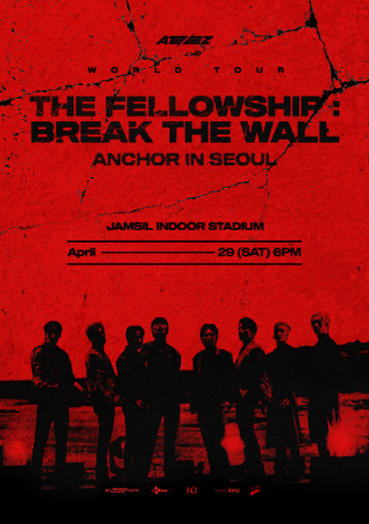 ATEEZ
WORLD TOUR
THE FELLOWSHIP :
BREAK THE WALL
ANCHOR IN SEOUL
JAMSIL INDOOR STADIUM
April 29 (SAT) 6PM